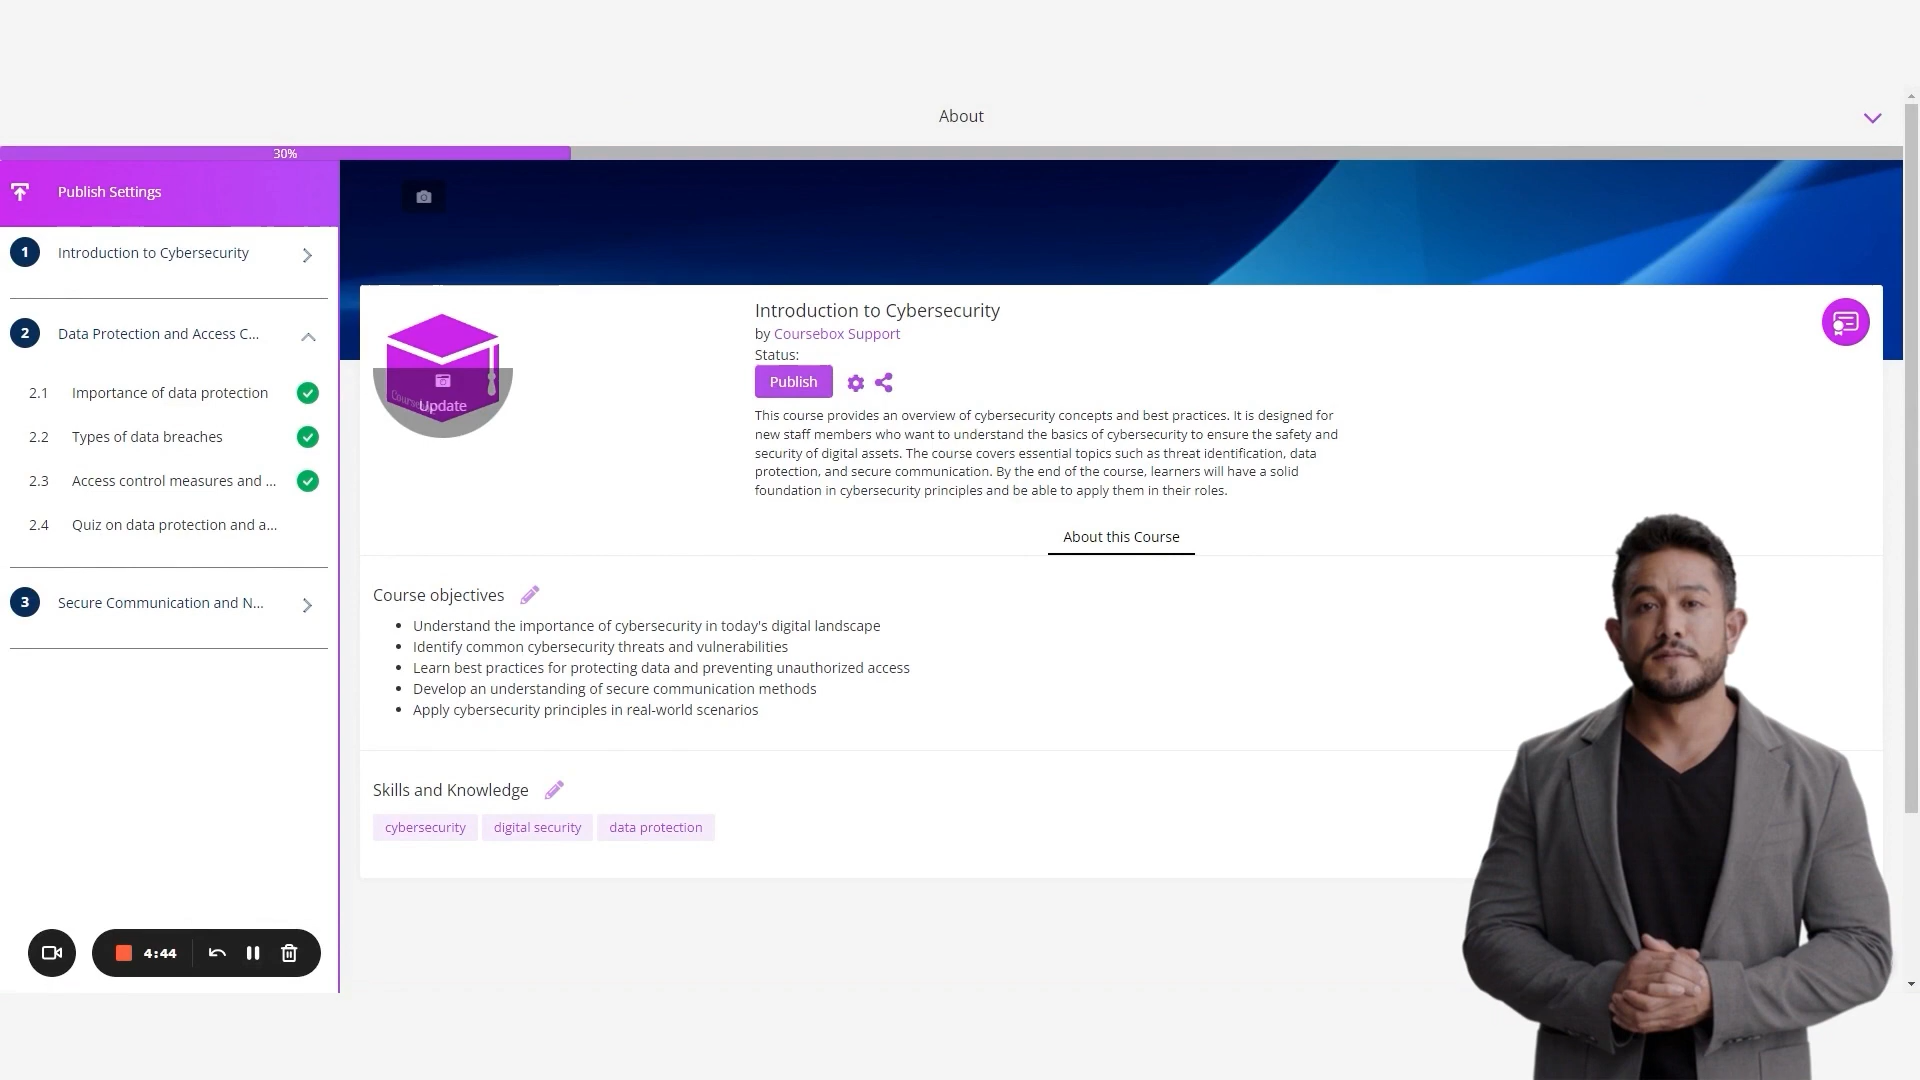 About
30%
Publish Settings
1 Introduction to Cybersecurity
2 Data Protection and Access C...
2.1 Importance of data protection
2.2 Types of data breaches
2.3 Access control measures and ...
2.4 Quiz on data protection and a...
3 Secure Communication and N...
4:44
Update
Introduction to Cybersecurity
by Coursebox Support
Status:
Publish
This course provides an overview of cybersecurity concepts and best practices. It is designed for
new staff members who want to understand the basics of cybersecurity to ensure the safety and
security of digital assets. The course covers essential topics such as threat identification, data
protection, and secure communication. By the end of the course, learners will have a solid
foundation in cybersecurity principles and be able to apply them in their roles.
About this Course
Course objectives
• Understand the importance of cybersecurity in today's digital landscape
• Identify common cybersecurity threats and vulnerabilities
• Learn best practices for protecting data and preventing unauthorized access
• Develop an understanding of secure communication methods
• Apply cybersecurity principles in real-world scenarios
Skills and Knowledge
cybersecurity digital security data protection